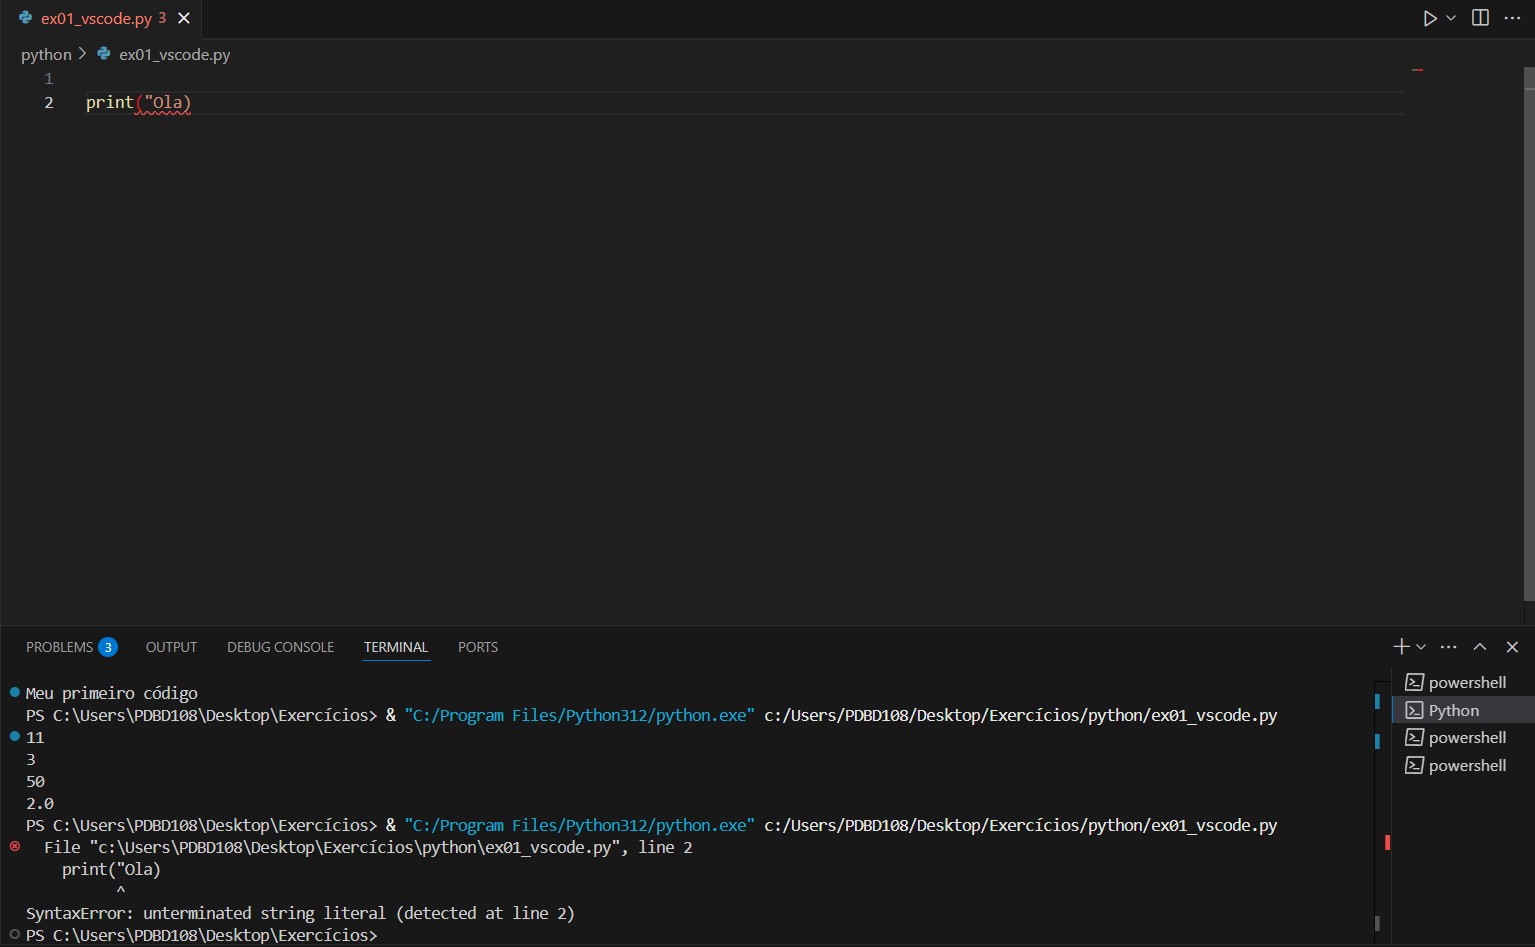 ex01_vscode.py 3
python > ex01_vscode.py
1
2 print("Ola)
PROBLEMS 3 OUTPUT DEBUG CONSOLE TERMINAL PORTS
Meu primeiro código
PS C:\Users\PDBD108\Desktop\Exercícios> & "C:/Program Files/Python312/python.exe" c:/Users/PDBD108/Desktop/Exercícios/python/ex01_vscode.py
11
3
50
2.0
PS C:\Users\PDBD108\Desktop\Exercícios> & "C:/Program Files/Python312/python.exe" c:/Users/PDBD108/Desktop/Exercícios/python/ex01_vscode.py
File "c:\Users\PDBD108\Desktop\Exercícios\python\ex01_vscode.py", line 2
print("Ola)
^
SyntaxError: unterminated string literal (detected at line 2)
PS C:\Users\PDBD108\Desktop\Exercícios>
powershell
Python
powershell
powershell